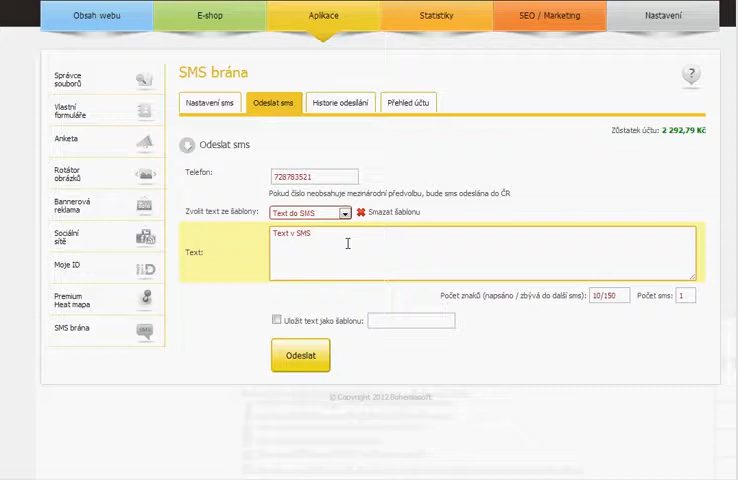 Obsah webu
E-shop
Aplikace
Statistiky
SEO / Marketing
Nastavení
Správce
souborů
Vlastní
formuláře
Anketa
Rotátor
obrázků
Bannerová
reklama
Sociální
sítě
Moje ID
iiD
Premium
Heat mapa
SMS brána
SMS
SMS brána
?
Nastavení sms
Odeslat sms
Historie odesílání
Přehled účtu
Zůstatek účtu: 2 292,79 Kč
Odeslat sms
Telefon:
728783521
Pokud číslo neobsahuje mezinárodní předvolbu, bude sms odeslána do ČR.
Zvolit text ze šablony:
Text do SMS
Smazat šablonu
Text:
Text v SMS
Počet znaků (napsáno / zbývá do další sms):
10/150
Počet sms:
1
Uložit text jako šablonu:
Odeslat
© Copyright 2012 Bohemiasoft.